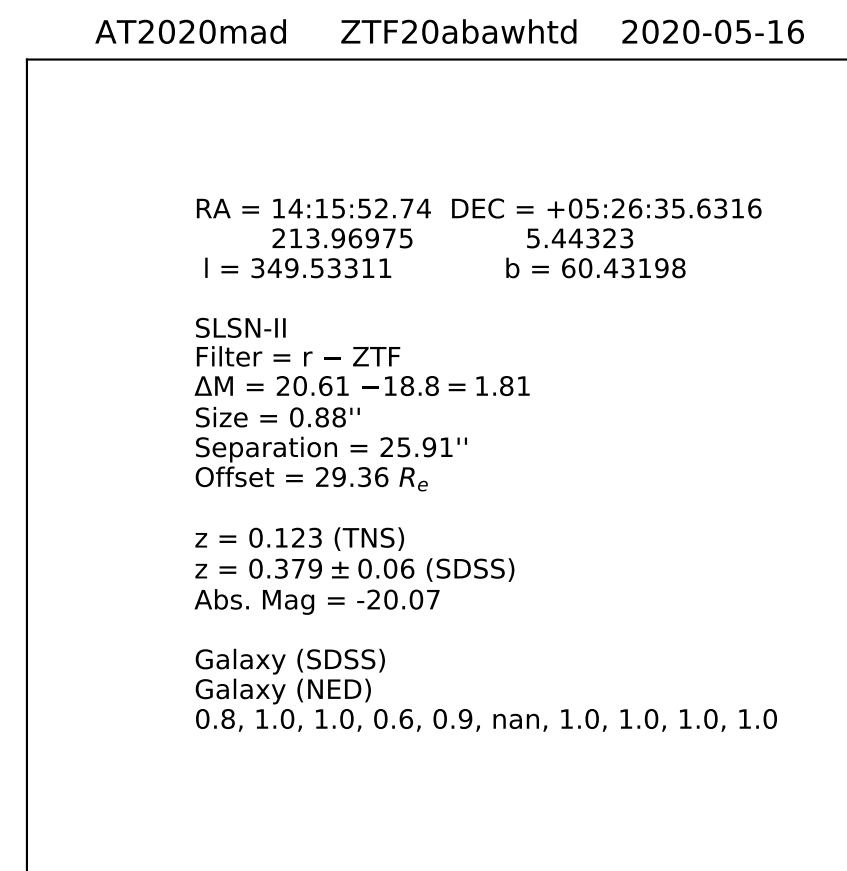 AT2020mad ZTF20abawhtd 2020-05-16
RA = 14:15:52.74 DEC = +05:26:35.6316
213.96975 5.44323
l = 349.53311 b = 60.43198
SLSN-II
Filter = r − ZTF
ΔM = 20.61 −18.8 = 1.81
Size = 0.88''
Separation = 25.91''
Offset = 29.36 Rₑ
z = 0.123 (TNS)
z = 0.379 ± 0.06 (SDSS)
Abs. Mag = -20.07
Galaxy (SDSS)
Galaxy (NED)
0.8, 1.0, 1.0, 0.6, 0.9, nan, 1.0, 1.0, 1.0, 1.0